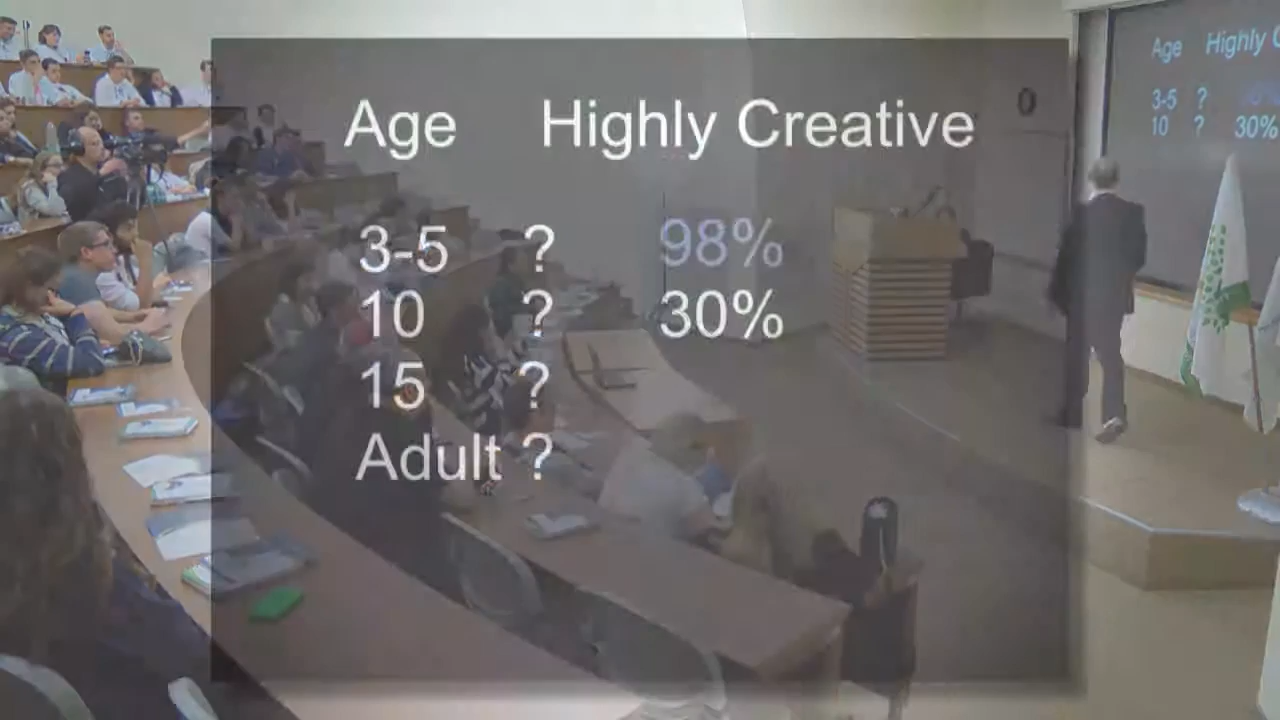 Age Highly Creative
3-5 ? 98%
10 ? 30%
15 ?
Adult ?
Age Highly C
3-5 ?
10 ? 30%